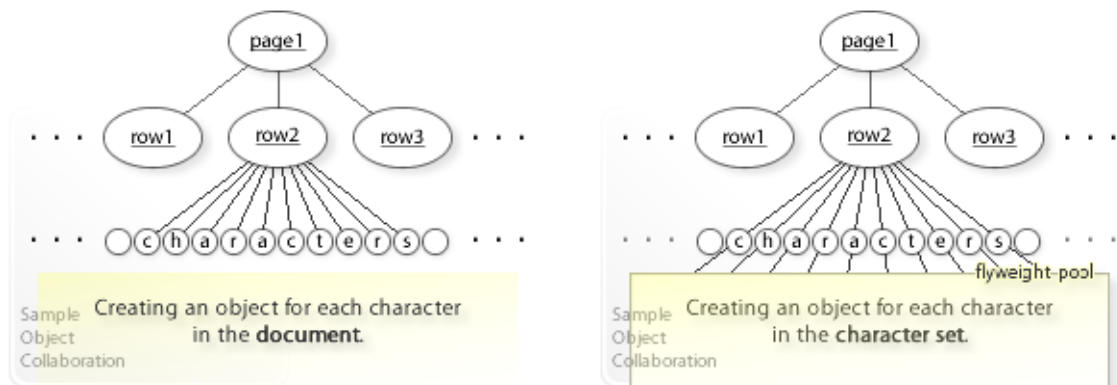 page1
row1 row2 row3
. . . c h a r a c t e r s . . .
Creating an object for each character
in the document.
Sample
Object
Collaboration
page1
row1 row2 row3
. . . c h a r a c t e r s . . .
flyweight-pool
Creating an object for each character
in the character set.
Sample
Object
Collaboration